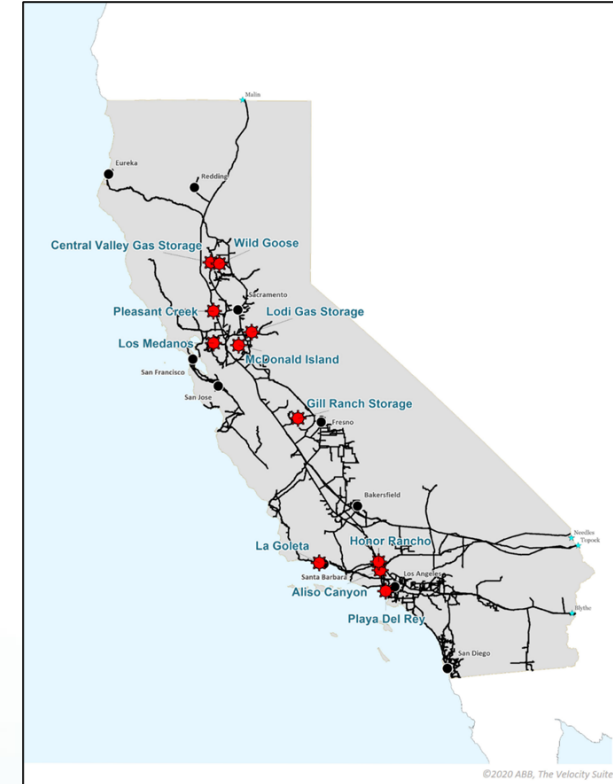 Malin
Eureka
Redding
Central Valley Gas Storage
Wild Goose
Sacramento
Pleasant Creek
Lodi Gas Storage
Los Medanos
McDonald Island
San Francisco
San Jose
Gill Ranch Storage
Fresno
Bakersfield
Needles
Topock
La Goleta
Honor Rancho
Santa Barbara
Los Angeles
Aliso Canyon
Blythe
Playa Del Rey
San Diego
©2020 ABB, The Velocity Suite